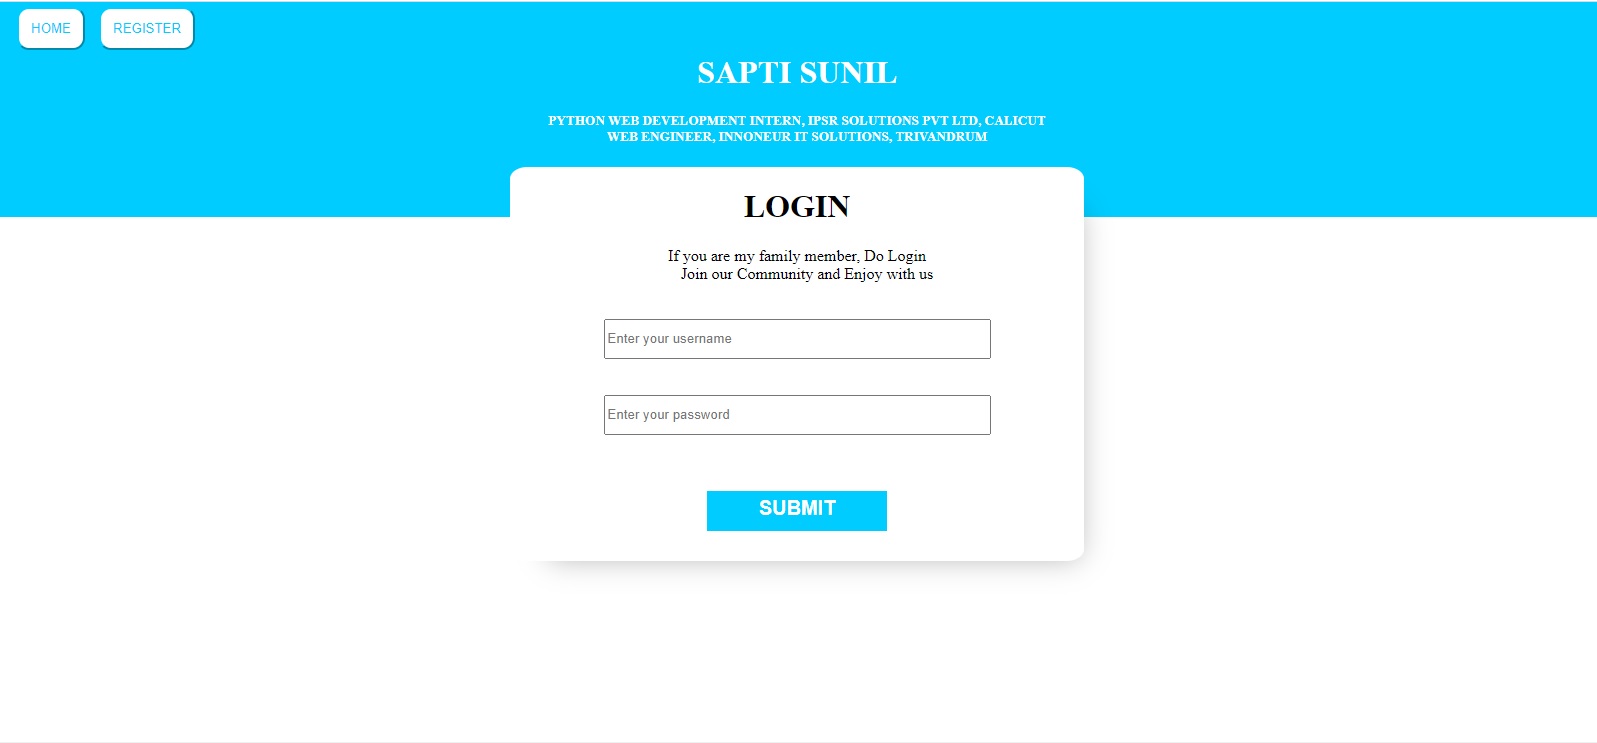 HOME REGISTER
SAPTI SUNIL
PYTHON WEB DEVELOPMENT INTERN, IPSR SOLUTIONS PVT LTD, CALICUT
WEB ENGINEER, INNONEUR IT SOLUTIONS, TRIVANDRUM
LOGIN
If you are my family member, Do Login
Join our Community and Enjoy with us
Enter your username
Enter your password
SUBMIT